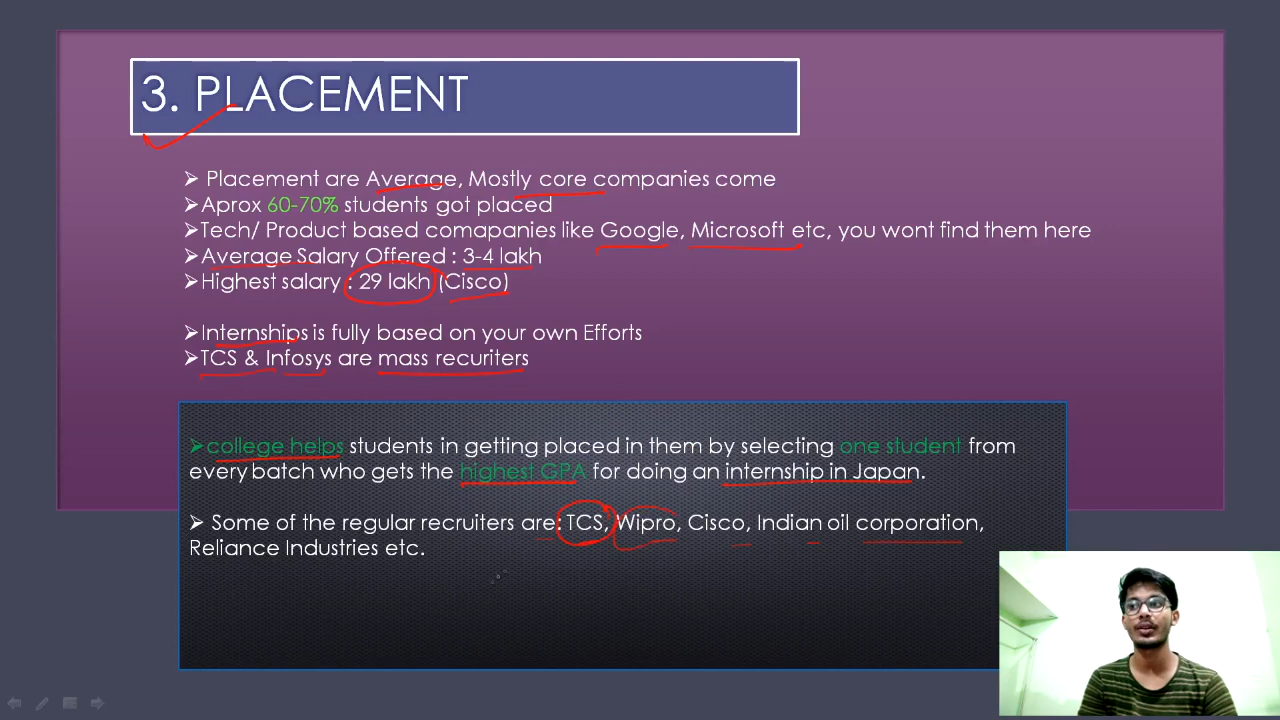 3. PLACEMENT
➢ Placement are Average, Mostly core companies come
➢Aprox 60-70% students got placed
➢Tech/ Product based comapanies like Google, Microsoft etc, you wont find them here
➢Average Salary Offered : 3-4 lakh
➢Highest salary : 29 lakh (Cisco)
➢Internships is fully based on your own Efforts
➢TCS & Infosys are mass recuriters
➢college helps students in getting placed in them by selecting one student from
every batch who gets the highest GPA for doing an internship in Japan.
➢ Some of the regular recruiters are: TCS, Wipro, Cisco, Indian oil corporation,
Reliance Industries etc.